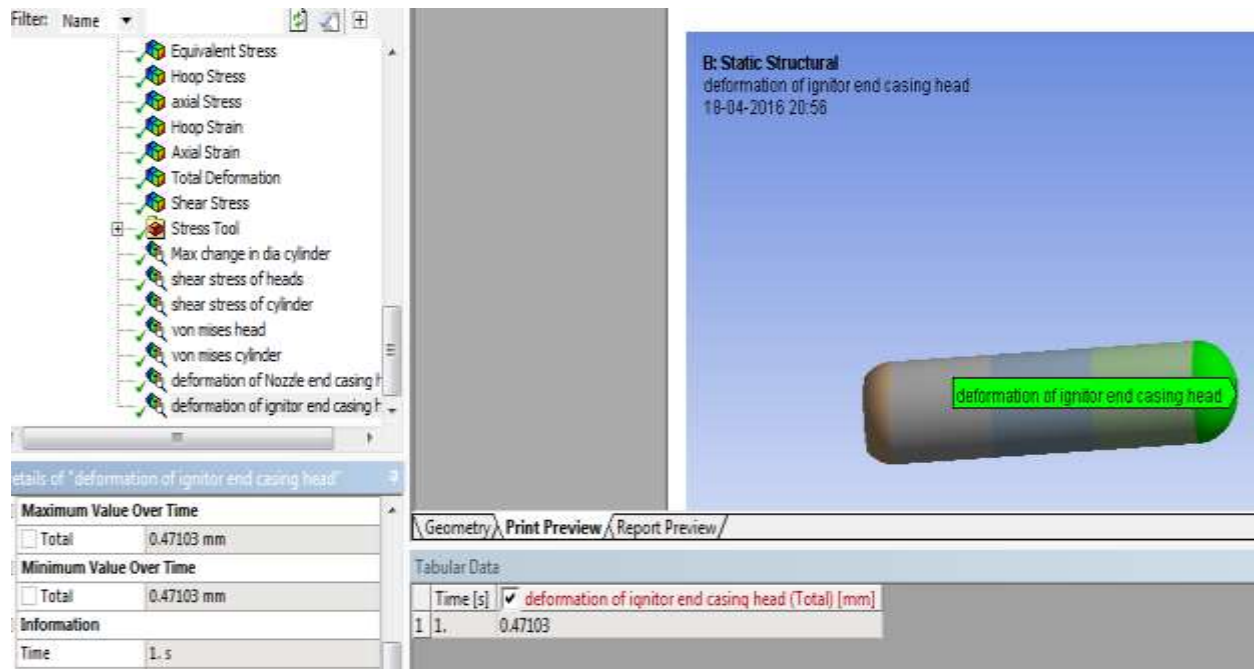 Filter: Name
Equivalent Stress
Hoop Stress
axial Stress
Hoop Strain
Axial Strain
Total Deformation
Shear Stress
Stress Tool
Max change in dia cylinder
shear stress of heads
shear stress of cylinder
von mises head
von mises cylinder
deformation of Nozzle end casing h
deformation of ignitor end casing h
etails of "deformation of ignitor end casing head"
Maximum Value Over Time
Total 0.47103 mm
Minimum Value Over Time
Total 0.47103 mm
Information
Time 1. s
B: Static Structural
deformation of ignitor end casing head
18-04-2016 20:56
deformation of ignitor end casing head
Geometry Print Preview Report Preview
Tabular Data
Time [s] deformation of ignitor end casing head (Total) [mm]
1 1. 0.47103